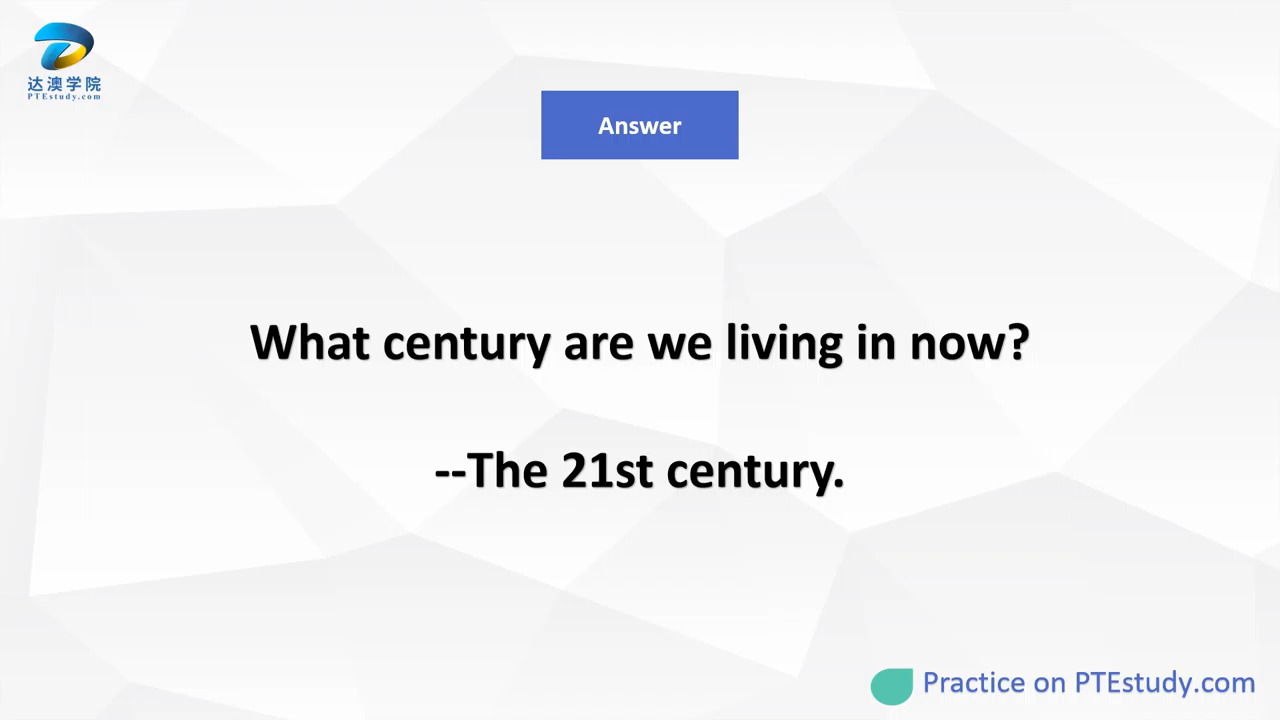 达澳学院
PTEstudy.com
Answer
What century are we living in now?
--The 21st century.
Practice on PTEstudy.com